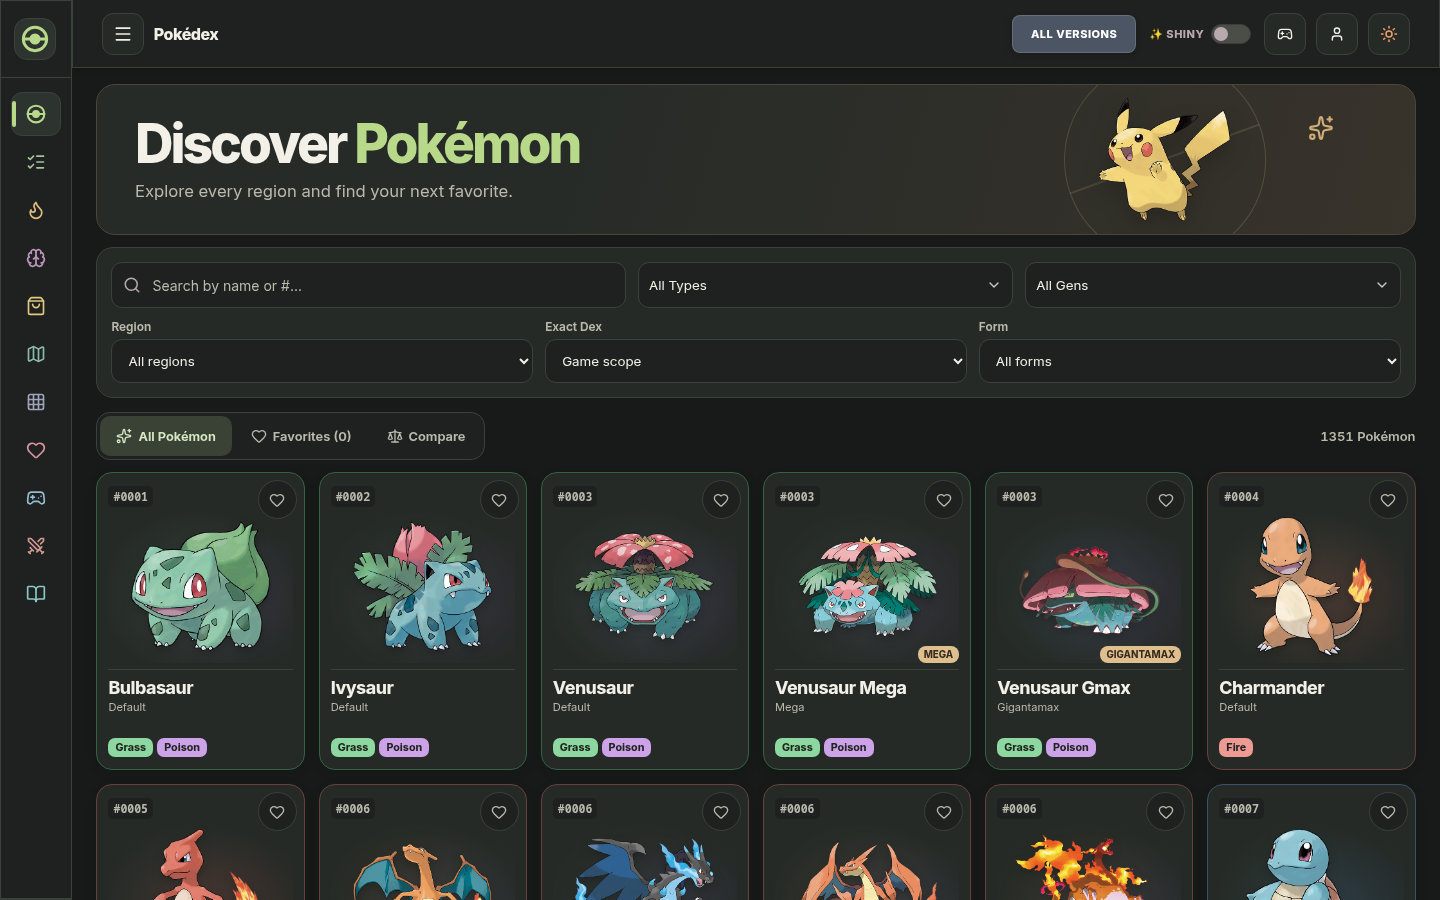 Pokédex
ALL VERSIONS
✨ SHINY
Discover Pokémon
Explore every region and find your next favorite.
Search by name or #...
All Types
All Gens
Region
Exact Dex
Form
All regions
Game scope
All forms
All Pokémon
Favorites (0)
Compare
1351 Pokémon
#0001
#0002
#0003
#0003
#0003
#0004
MEGA
GIGANTAMAX
Bulbasaur
Default
Grass Poison
Ivysaur
Default
Grass Poison
Venusaur
Default
Grass Poison
Venusaur Mega
Mega
Grass Poison
Venusaur Gmax
Gigantamax
Grass Poison
Charmander
Default
Fire
#0005
#0006
#0006
#0006
#0006
#0007